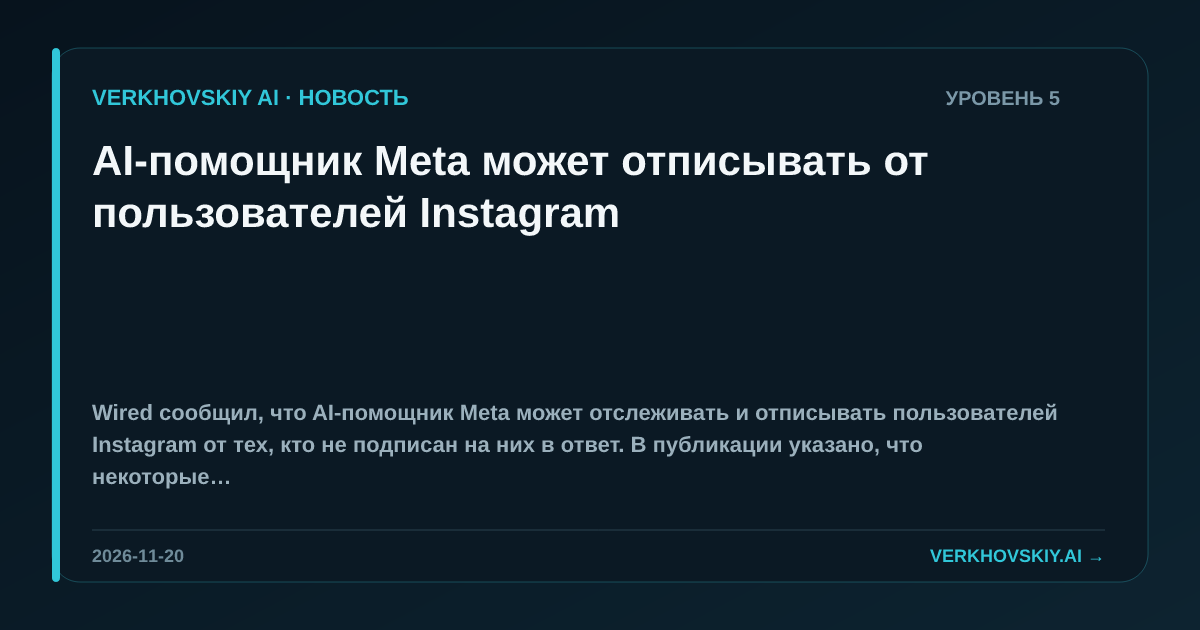 VERKHOVSKIY AI · НОВОСТЬ
УРОВЕНЬ 5
AI-помощник Meta может отписывать от
пользователей Instagram
Wired сообщил, что AI-помощник Meta может отслеживать и отписывать пользователей
Instagram от тех, кто не подписан на них в ответ. В публикации указано, что
некоторые…
2026-11-20
VERKHOVSKIY.AI →